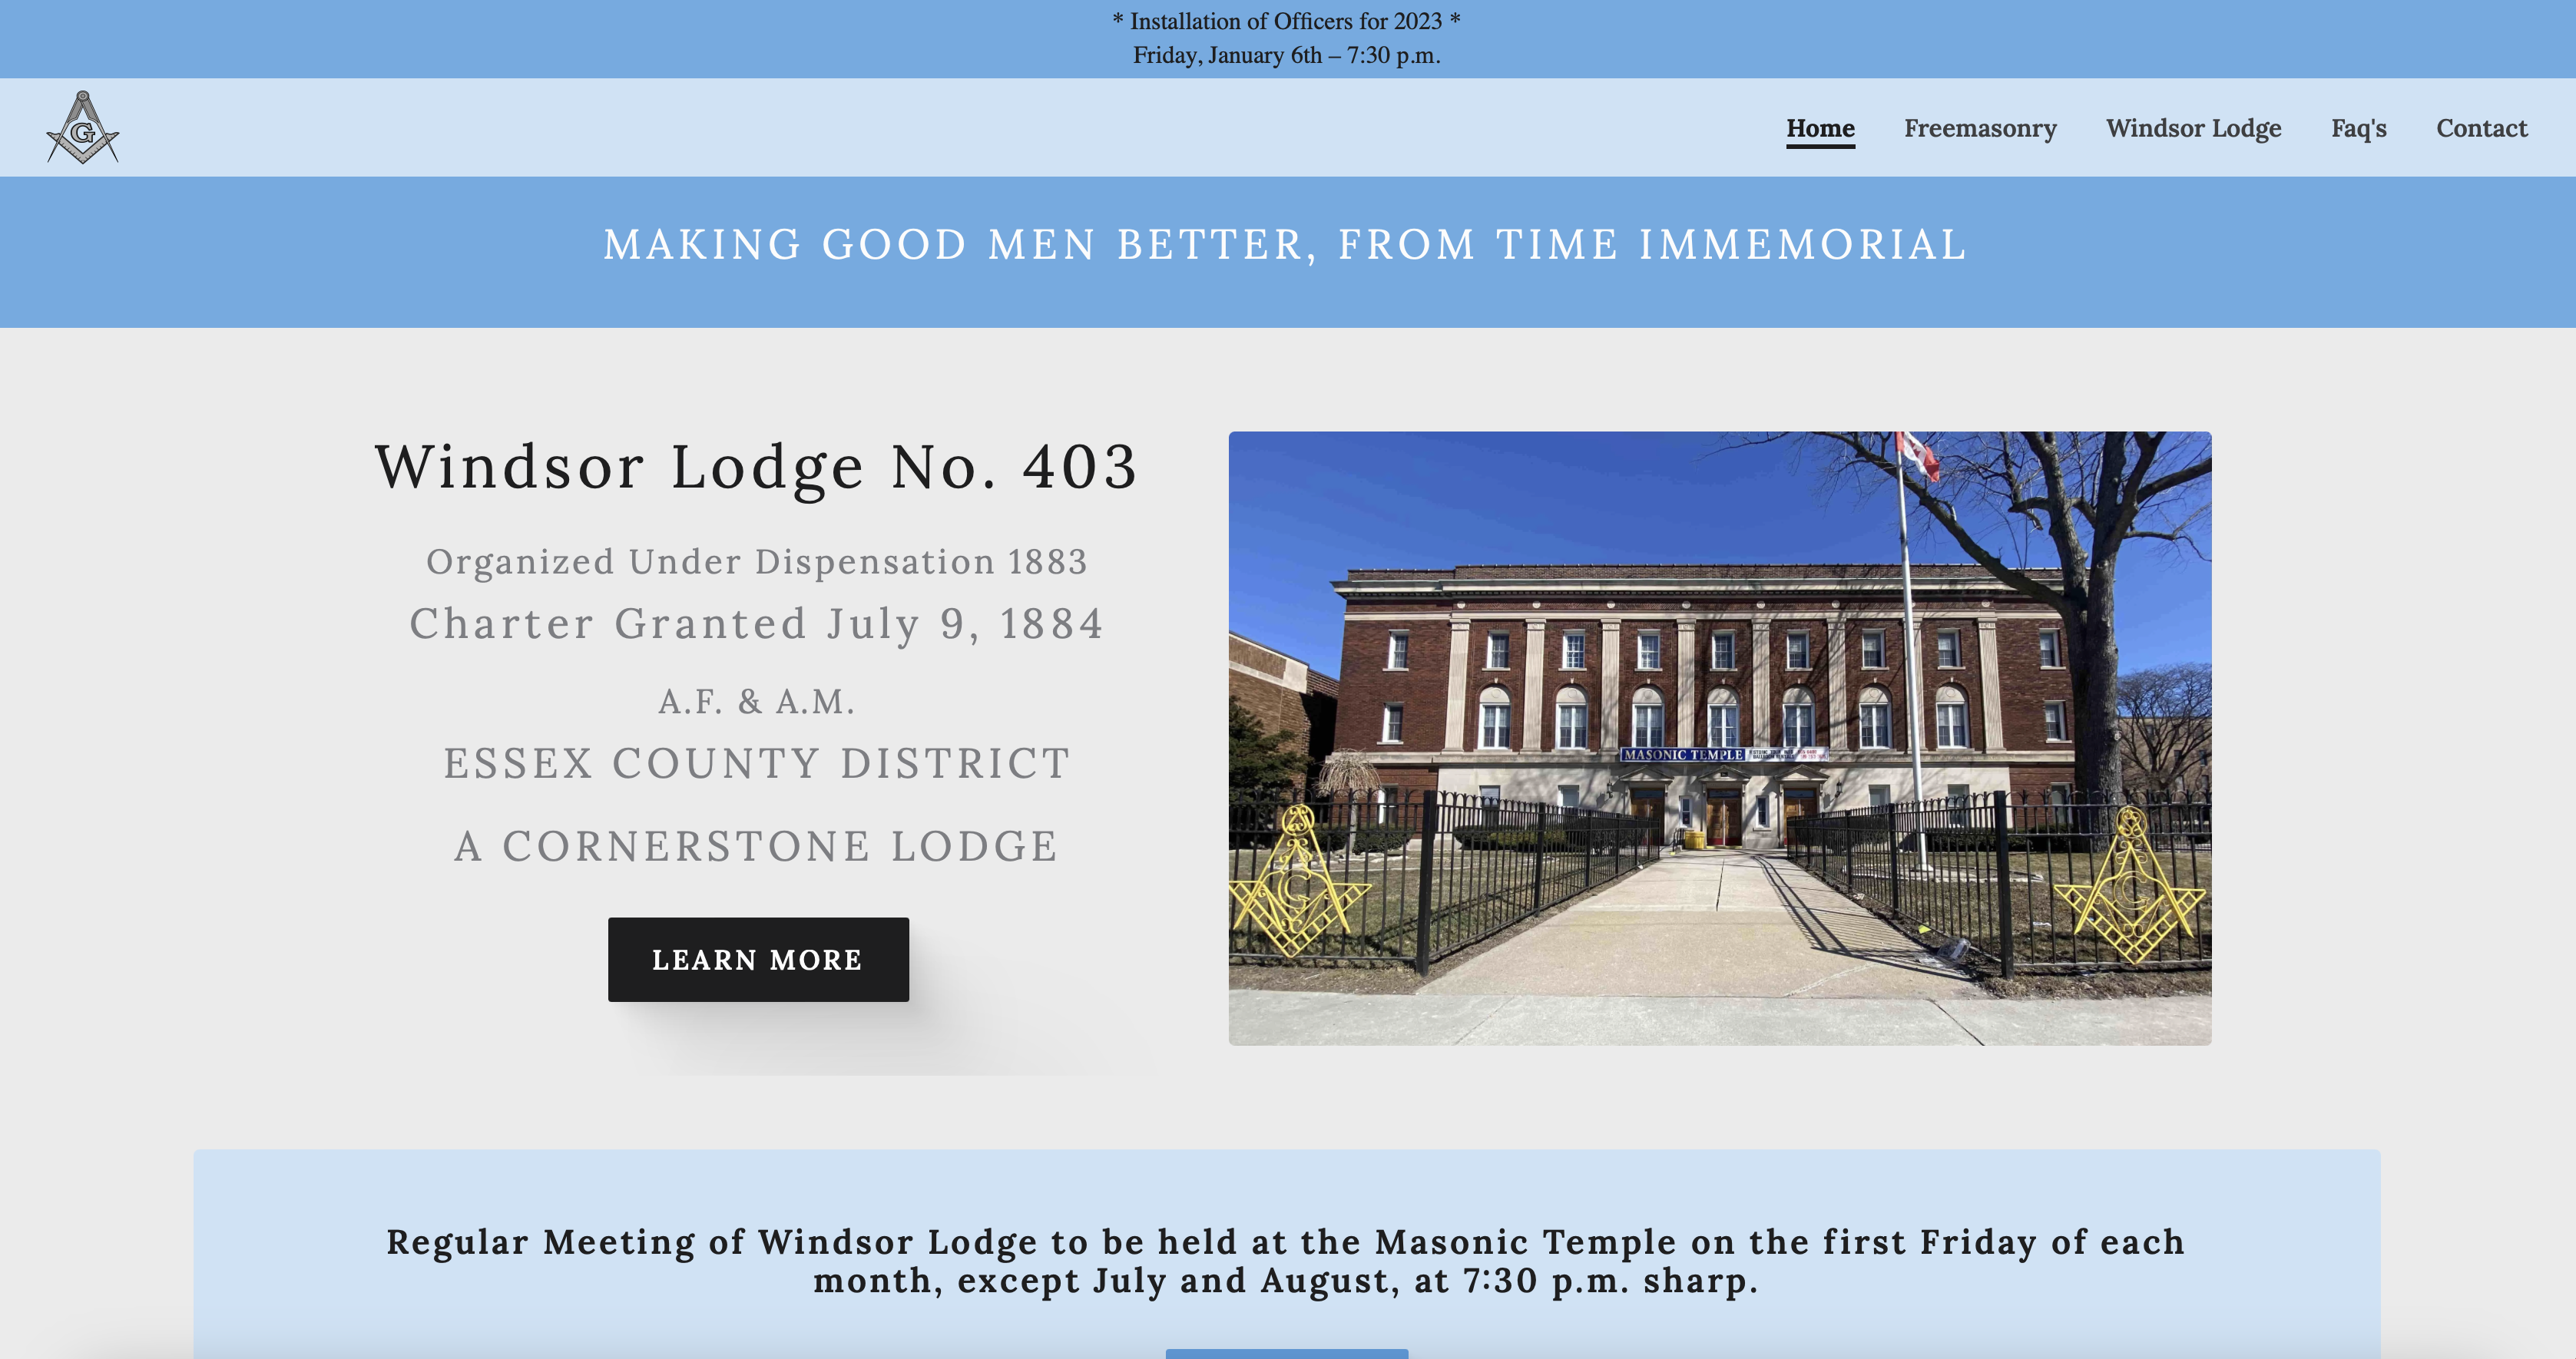 * Installation of Officers for 2023 *
Friday, January 6th – 7:30 p.m.
G
Home Freemasonry Windsor Lodge Faq's Contact
MAKING GOOD MEN BETTER, FROM TIME IMMEMORIAL
Windsor Lodge No. 403
Organized Under Dispensation 1883
Charter Granted July 9, 1884
A.F. & A.M.
ESSEX COUNTY DISTRICT
A CORNERSTONE LODGE
LEARN MORE
MASONIC TEMPLE
G
G
Regular Meeting of Windsor Lodge to be held at the Masonic Temple on the first Friday of each
month, except July and August, at 7:30 p.m. sharp.